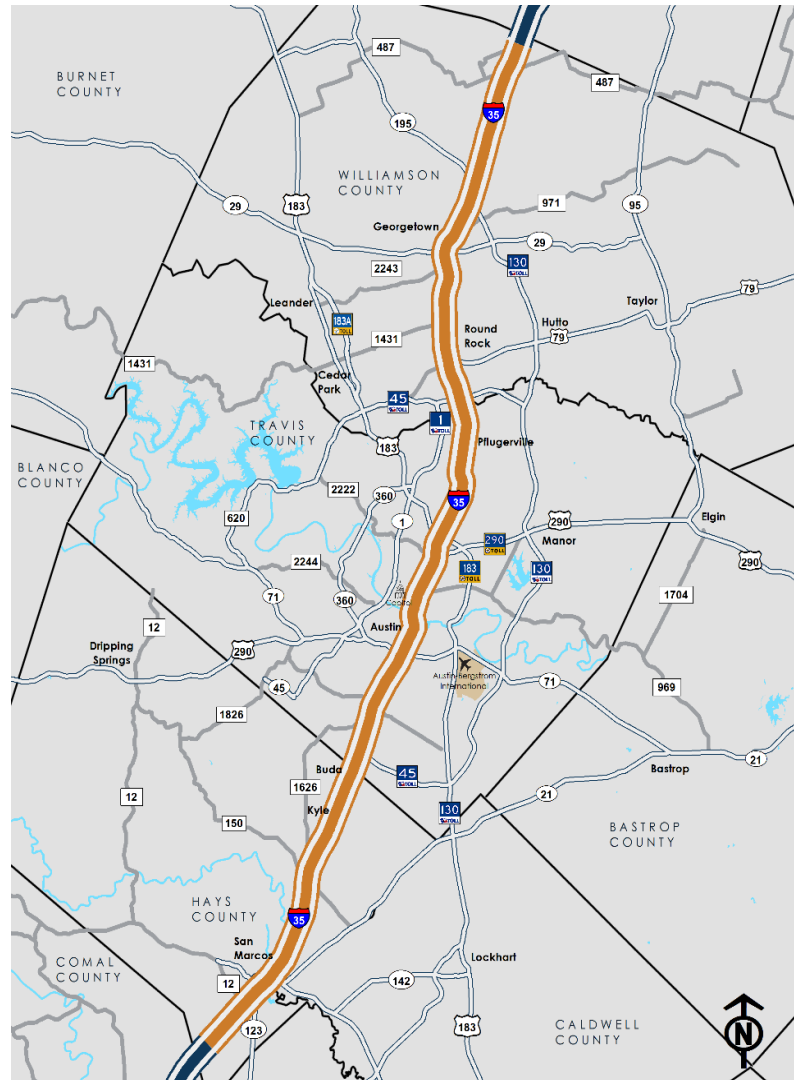 487
BURNET
COUNTY
487
35
195
WILLIAMSON
COUNTY
183
971
95
29
Georgetown
29
2243
130
TOLL
79
Leander
Taylor
183A
TOLL
Hutto
Round
Rock
79
1431
1431
Cedar
Park
45
TOLL
1
TOLL
TRAVIS
COUNTY
183
Pflugerville
BLANCO
COUNTY
2222
360
35
620
1
Elgin
290
290
TOLL
Manor
290
2244
183
TOLL
130
TOLL
71
360
Capitol
1704
12
Austin
Dripping
Springs
290
Austin-Bergstrom
International
45
71
969
1826
21
Buda
45
TOLL
Bastrop
1626
21
12
Kyle
130
TOLL
150
BASTROP
COUNTY
HAYS
COUNTY
35
San
Marcos
Lockhart
COMAL
COUNTY
12
142
123
183
CALDWELL
COUNTY
N